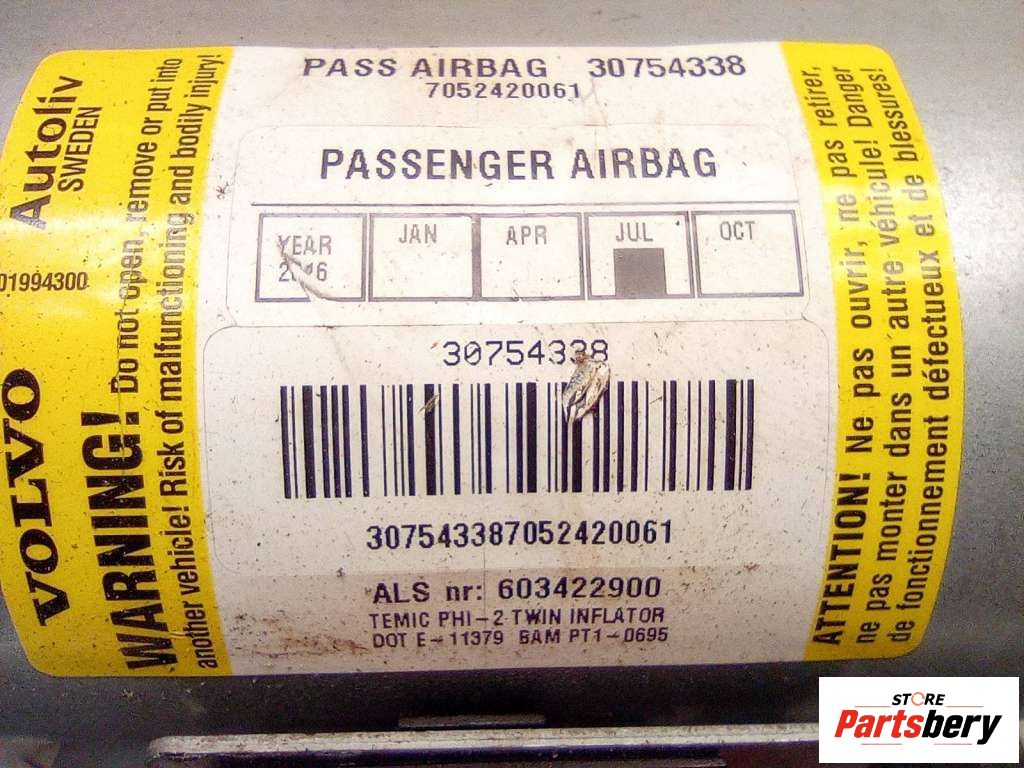 PASS AIRBAG 30754338
7052420061
PASSENGER AIRBAG
YEAR JAN APR JUL OCT
30754338
307543387052420061
ALS nr: 603422900
TEMIC PHI-2 TWIN INFLATOR
DOT E-11379 BAM PT1-0695
Autoliv
SWEDEN
01994300
VOLVO
WARNING! Do not open, remove or put into
another vehicle! Risk of malfunctioning and bodily injury!
ATTENTION! Ne pas ouvrir, ne pas retirer,
ne pas monter dans un autre véhicule! Danger
de fonctionnement défectueux et de blessures!
STORE
Partsbery